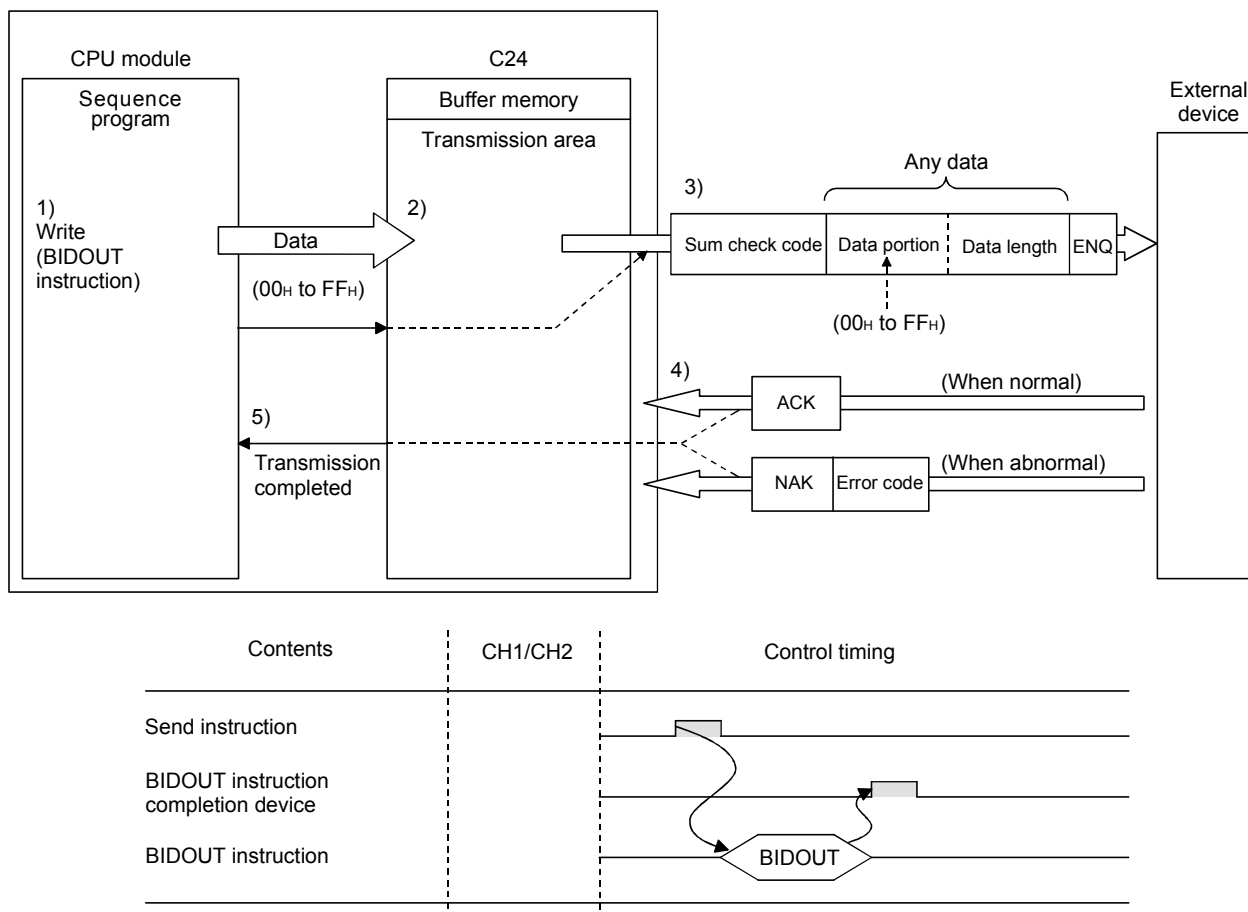 CPU module
C24
Sequence
program
Buffer memory
Transmission area
External
device
Any data
1)
Write
(BIDOUT
instruction)
Data
(00H to FFH)
2)
3)
Sum check code
Data portion
Data length
ENQ
(00H to FFH)
4)
ACK
(When normal)
5)
Transmission
completed
NAK
Error code
(When abnormal)
Contents
CH1/CH2
Control timing
Send instruction
BIDOUT instruction
completion device
BIDOUT instruction
BIDOUT